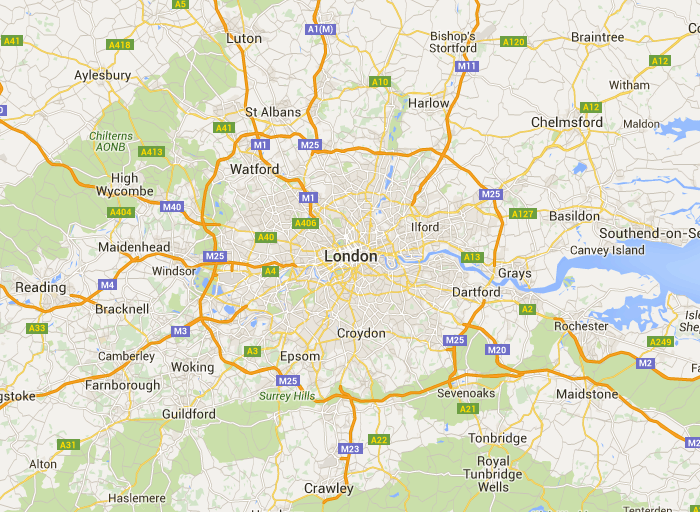 A5
A41
A418
Luton
A1(M)
Bishop's
Stortford
A120
Braintree
A12
Aylesbury
M11
A10
Witham
St Albans
Harlow
A12
Chelmsford
Maldon
Chilterns
AONB
A41
M1
M25
A413
Watford
High
Wycombe
M40
M1
M25
A404
A406
Ilford
A127
Basildon
Maidenhead
A40
Southend-on-Se
Canvey Island
M25
London
A13
Windsor
A4
Grays
Reading
M4
Dartford
Bracknell
A2
A33
M3
Croydon
Rochester
M25
A249
Camberley
A3
Epsom
M20
Woking
M2
Farnborough
M25
Surrey Hills
Sevenoaks
Maidstone
gstoke
Guildford
A21
A31
A22
Tonbridge
M23
M2
Alton
Royal
Tunbridge
Wells
Haslemere
Crawley